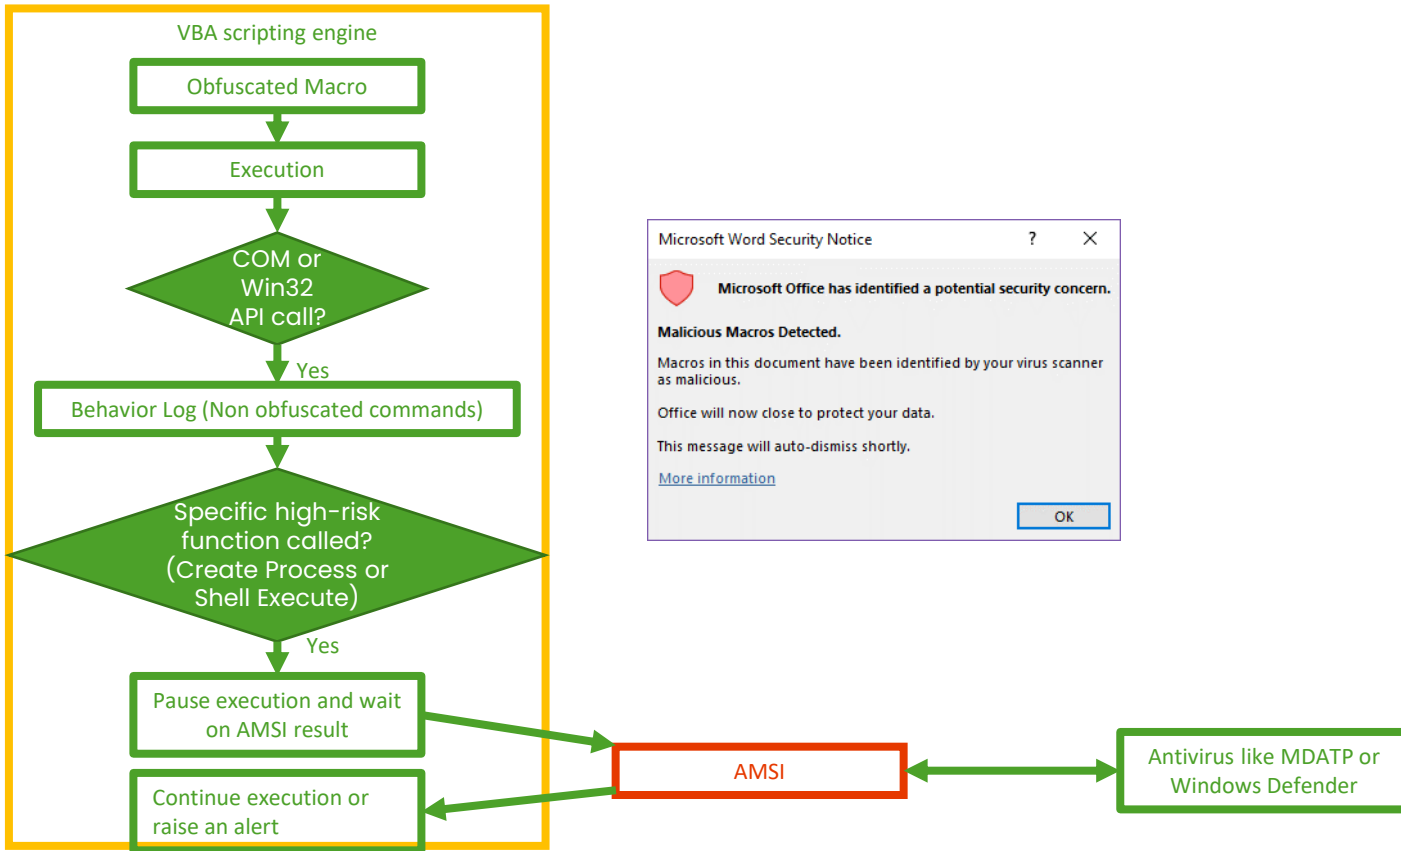 VBA scripting engine
Obfuscated Macro
Execution
COM or
Win32
API call?
Yes
Behavior Log (Non obfuscated commands)
Specific high-risk
function called?
(Create Process or
Shell Execute)
Yes
Pause execution and wait
on AMSI result
Continue execution or
raise an alert
Microsoft Word Security Notice
?
Microsoft Office has identified a potential security concern.
Malicious Macros Detected.
Macros in this document have been identified by your virus scanner
as malicious.
Office will now close to protect your data.
This message will auto-dismiss shortly.
More information
OK
AMSI
Antivirus like MDATP or
Windows Defender